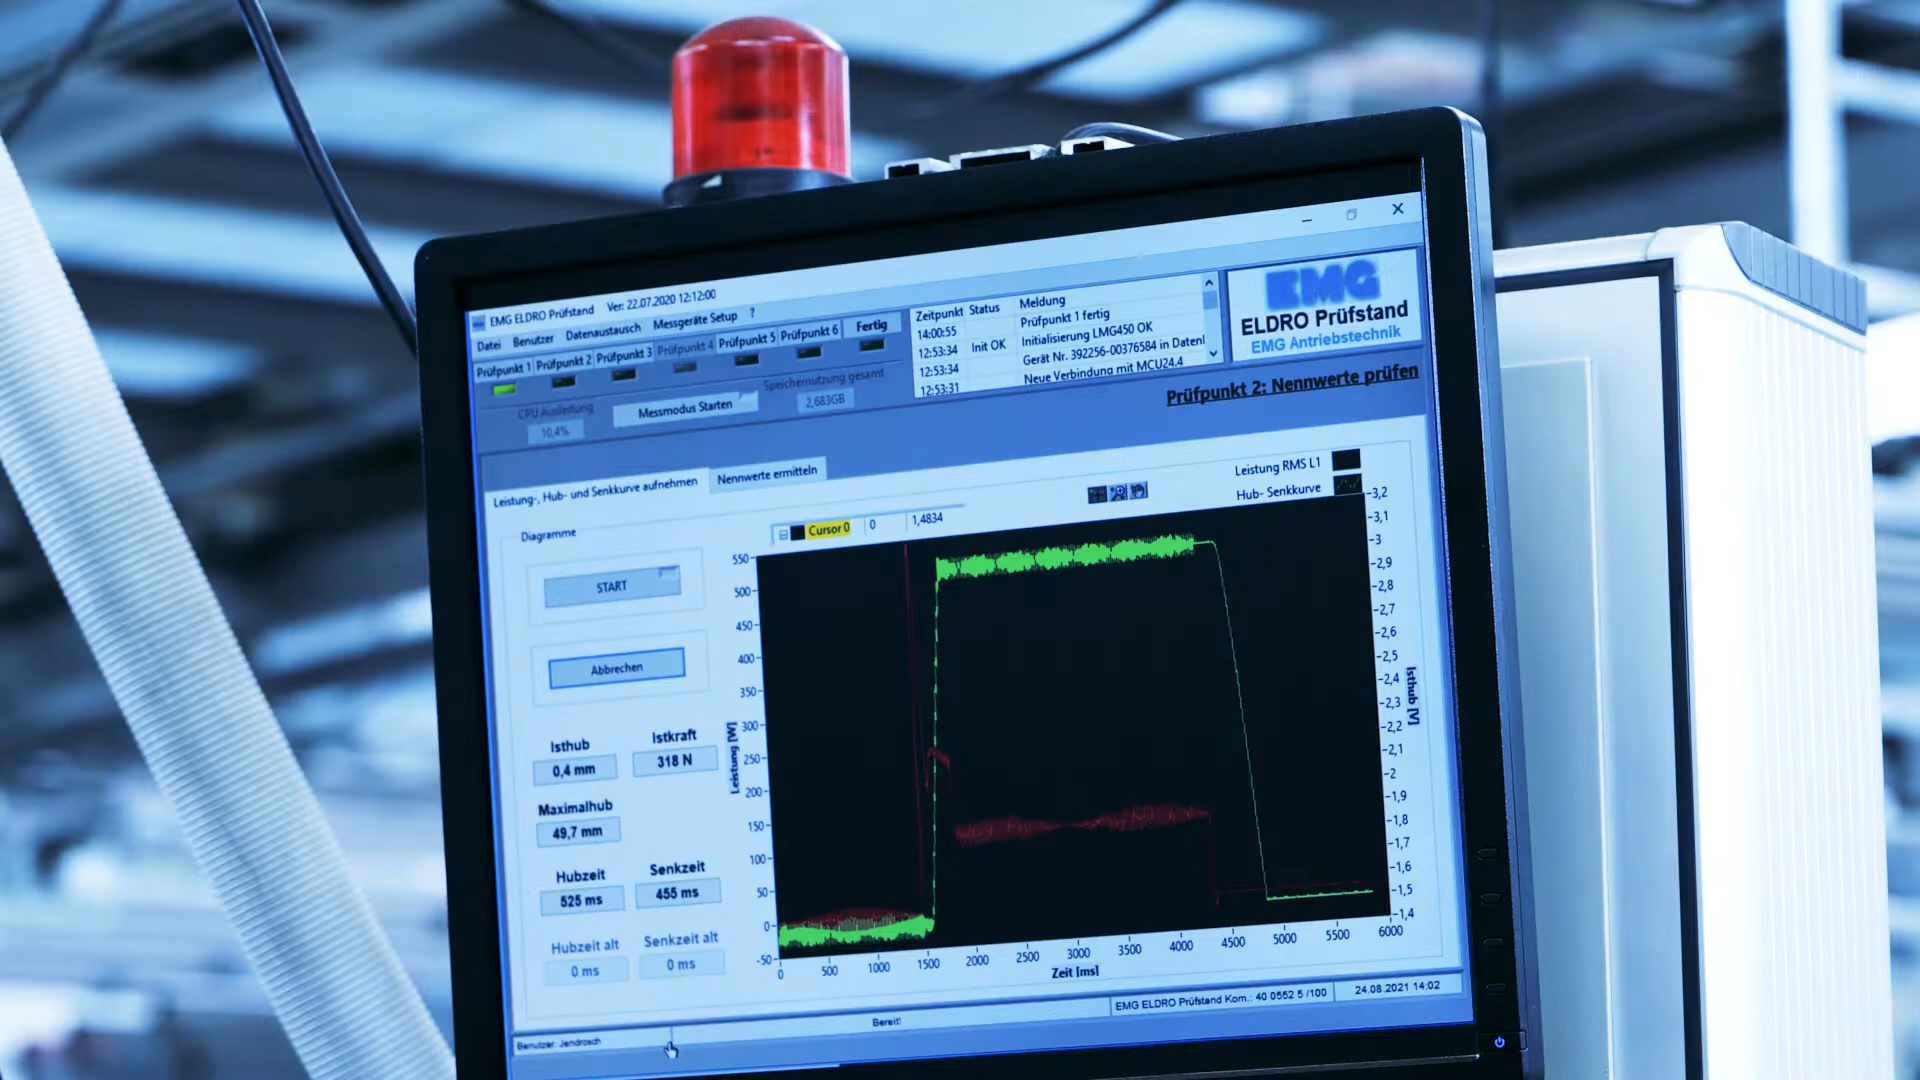 EMG ELDRO Prüfstand Ver: 22.07.2020 12:12:00
Datei Benutzer Datenaustausch Messgeräte Setup ?
Prüfpunkt 1 Prüfpunkt 2 Prüfpunkt 3 Prüfpunkt 4 Prüfpunkt 5 Prüfpunkt 6 Fertig
CPU Auslastung
10,4%
Messmodus Starten
Speichernutzung gesamt
2,683GB
Zeitpunkt Status Meldung
14:00:55 Prüfpunkt 1 fertig
12:53:34 Init OK Initialisierung LMG450 OK
12:53:34 Gerät Nr. 392256-00376584 in Datenl
12:53:31 Neue Verbindung mit MCU24.4
EMG
ELDRO Prüfstand
EMG Antriebstechnik
Prüfpunkt 2: Nennwerte prüfen
Leistung-, Hub- und Senkkurve aufnehmen
Nennwerte ermitteln
Diagramme
START
Abbrechen
Isthub
0,4 mm
Istkraft
318 N
Maximalhub
49,7 mm
Hubzeit
525 ms
Senkzeit
455 ms
Hubzeit alt
0 ms
Senkzeit alt
0 ms
Cursor 0 0 1,4834
Leistung RMS L1
Hub- Senkkurve
550
500
450
400
350
300
250
200
150
100
50
0
-50
Leistung [W]
0 500 1000 1500 2000 2500 3000 3500 4000 4500 5000 5500 6000
Zeit [ms]
-3,2
-3,1
-3
-2,9
-2,8
-2,7
-2,6
-2,5
-2,4
-2,3
-2,2
-2,1
-2
-1,9
-1,8
-1,7
-1,6
-1,5
-1,4
Isthub [V]
Benutzer: Jendrosch
Bereit!
EMG ELDRO Prüfstand Kom.: 40 0552 5 /100
24.08.2021 14:02